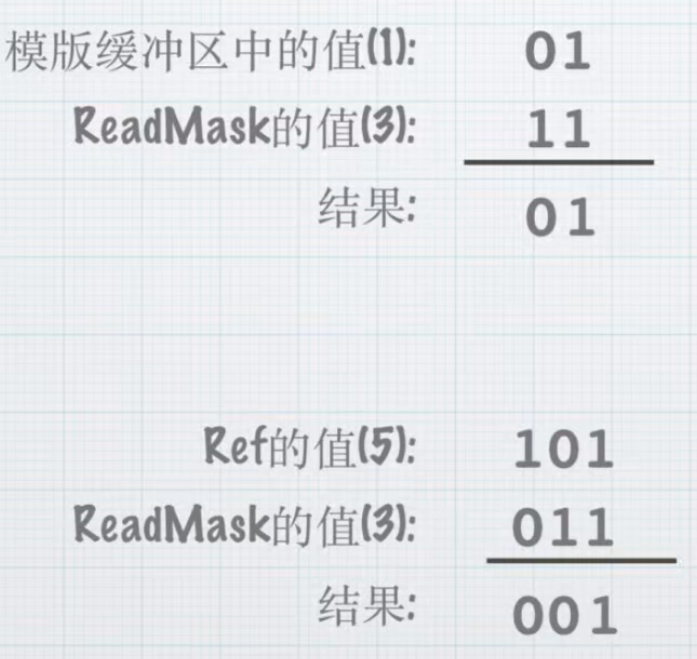 模版缓冲区中的值(1): 01
ReadMask的值(3): 11
结果: 01
Ref的值(5): 101
ReadMask的值(3): 011
结果: 001